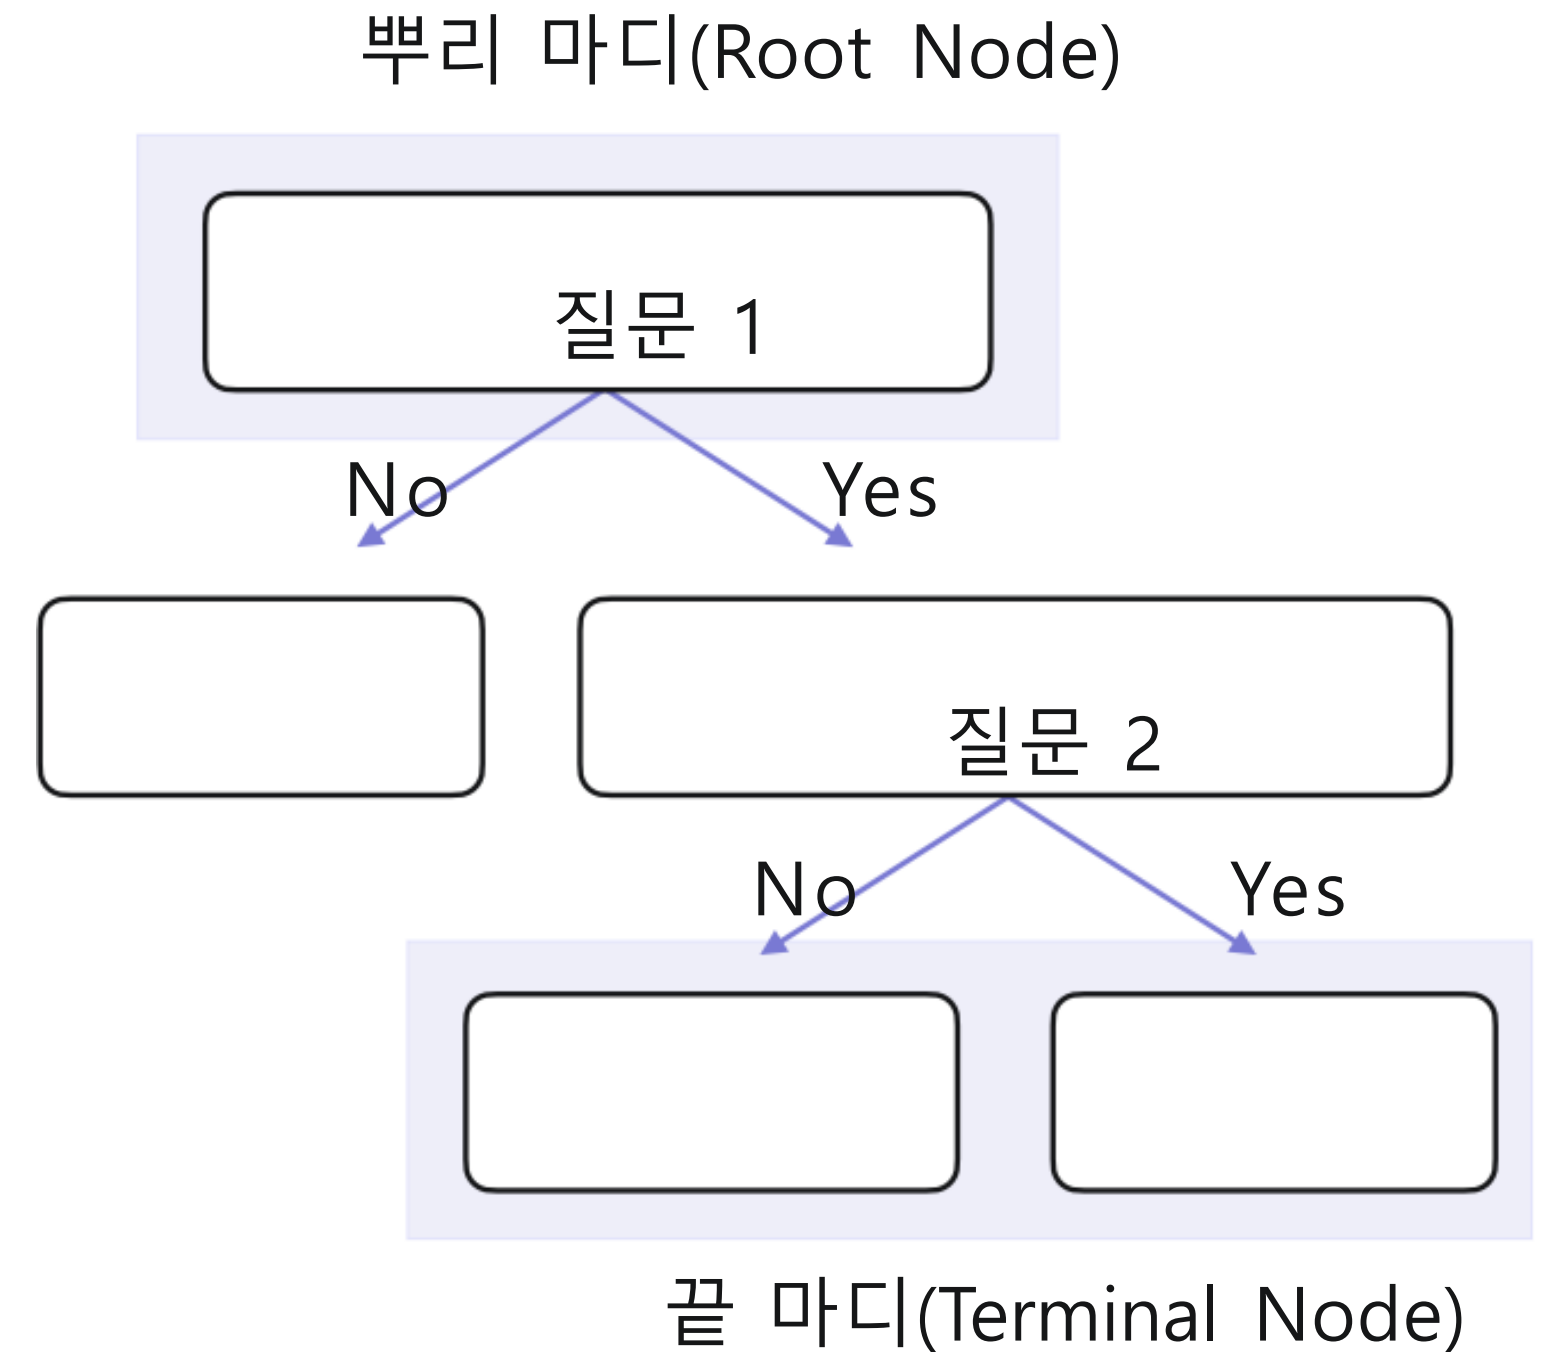 뿌리 마디(Root Node)
질문 1
No
Yes
질문 2
No
Yes
끝 마디(Terminal Node)